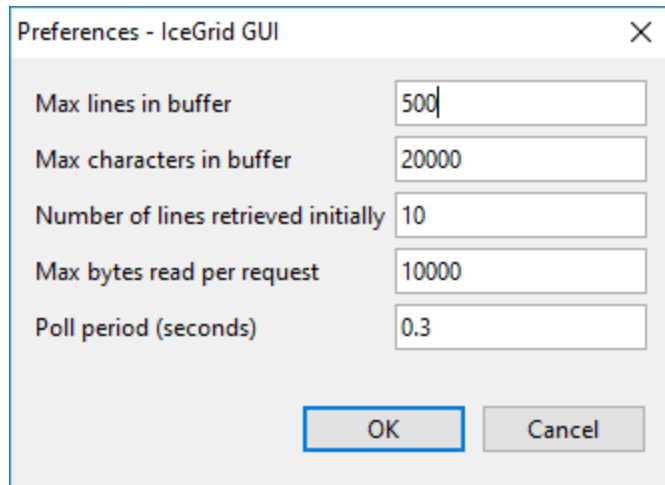 Preferences - IceGrid GUI
Max lines in buffer 500
Max characters in buffer 20000
Number of lines retrieved initially 10
Max bytes read per request 10000
Poll period (seconds) 0.3
OK Cancel